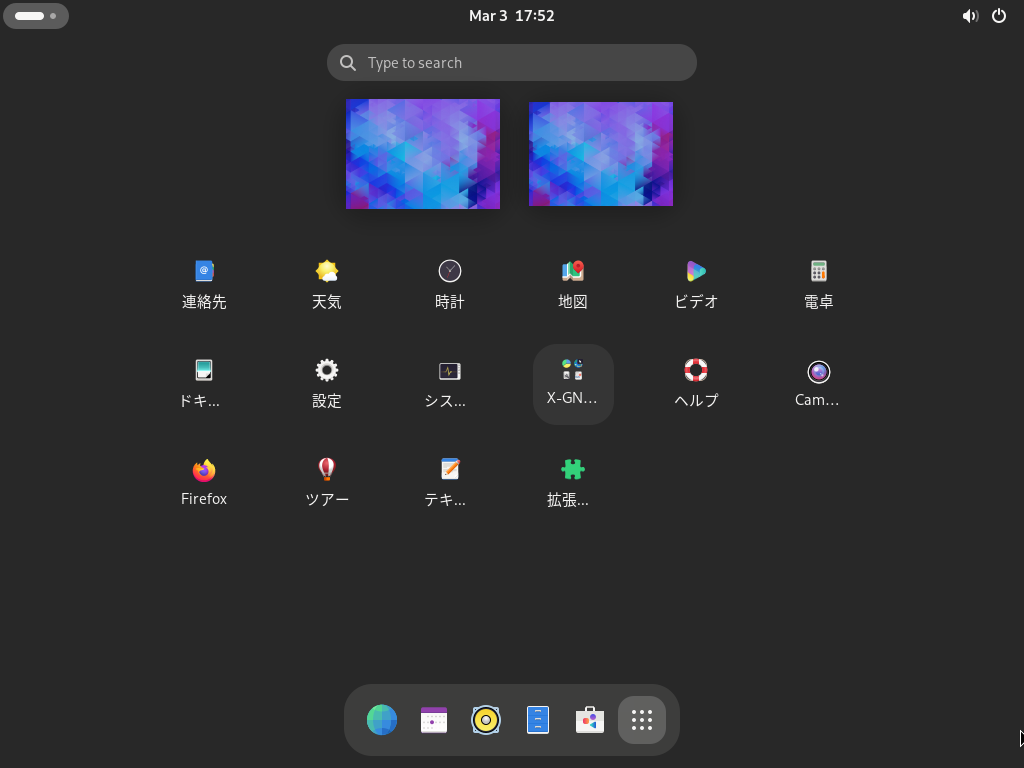 Mar 3 17:52
Type to search
連絡先
天気
時計
地図
ビデオ
電卓
ドキ...
設定
シス...
X-GN...
ヘルプ
Cam...
Firefox
ツアー
テキ...
拡張...